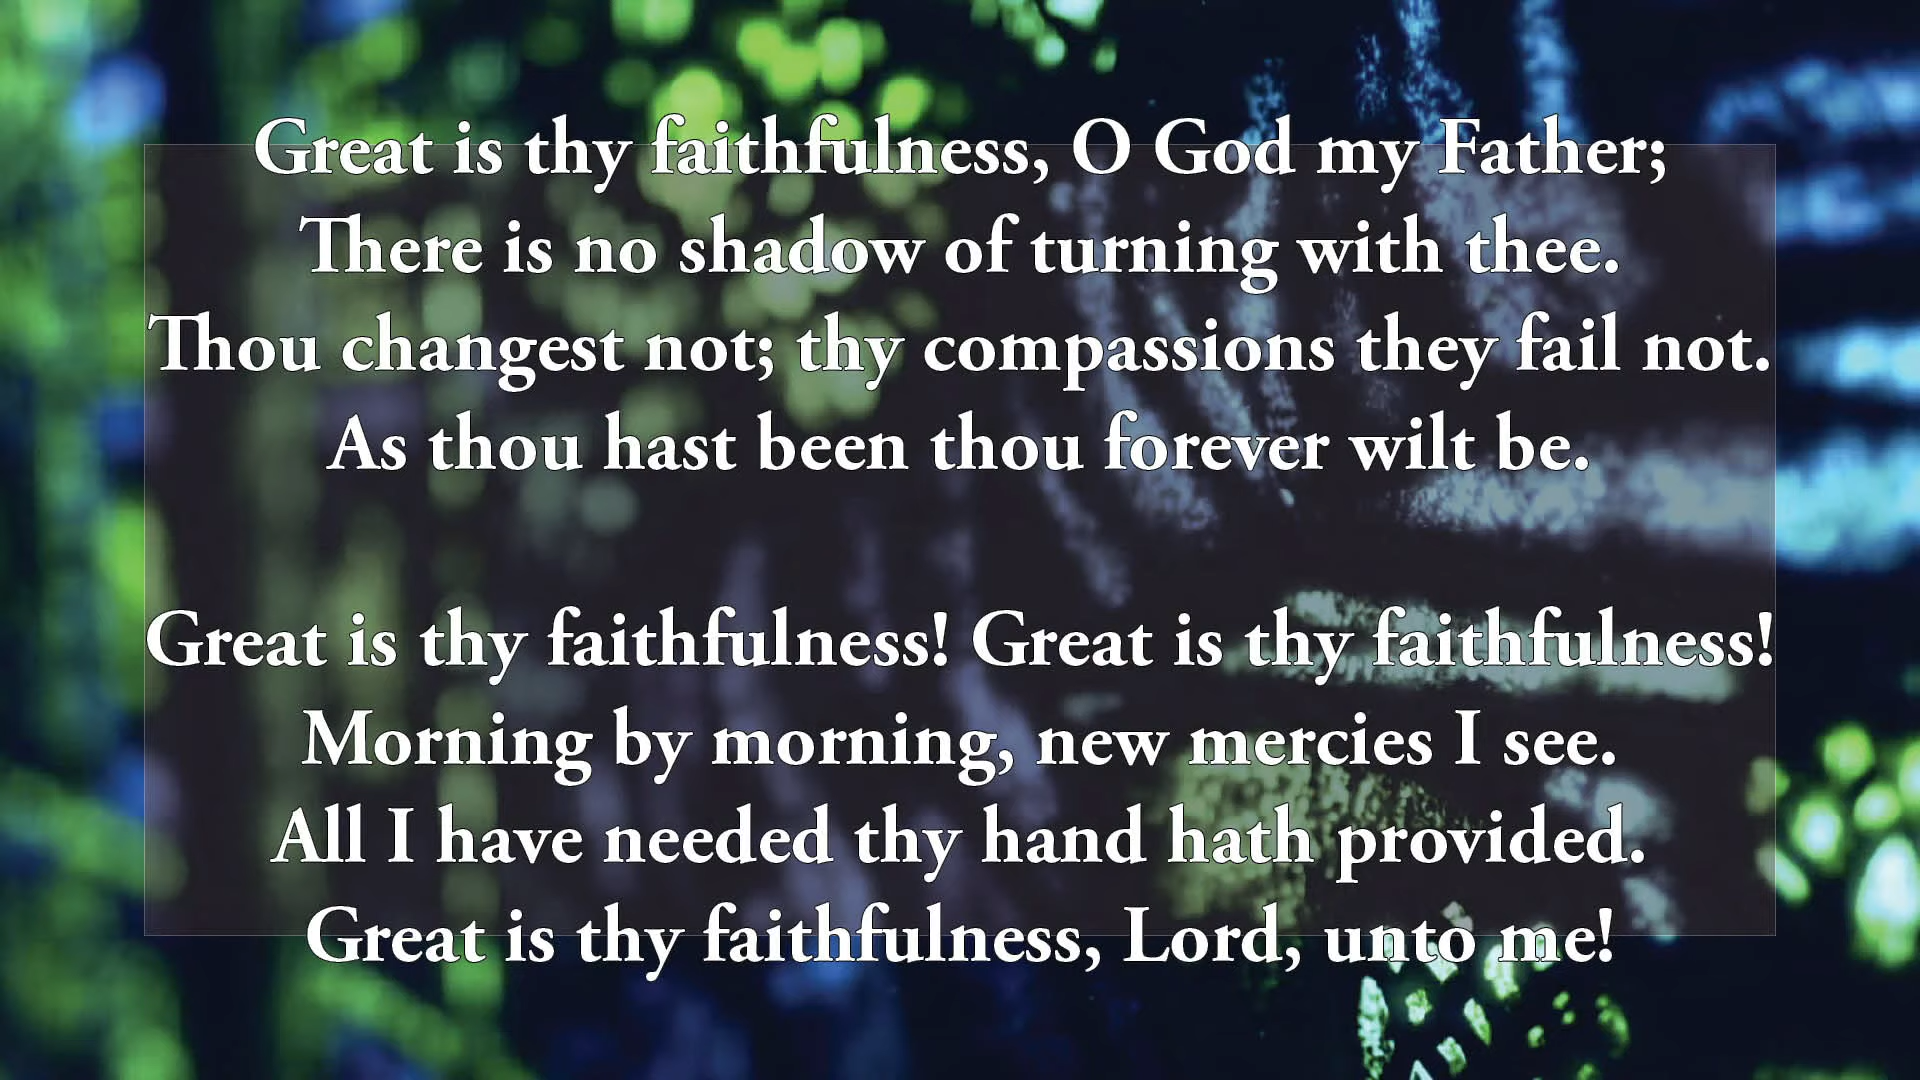 Great is thy faithfulness, O God my Father;
There is no shadow of turning with thee.
Thou changest not; thy compassions they fail not.
As thou hast been thou forever wilt be.
Great is thy faithfulness! Great is thy faithfulness!
Morning by morning, new mercies I see.
All I have needed thy hand hath provided.
Great is thy faithfulness, Lord, unto me!